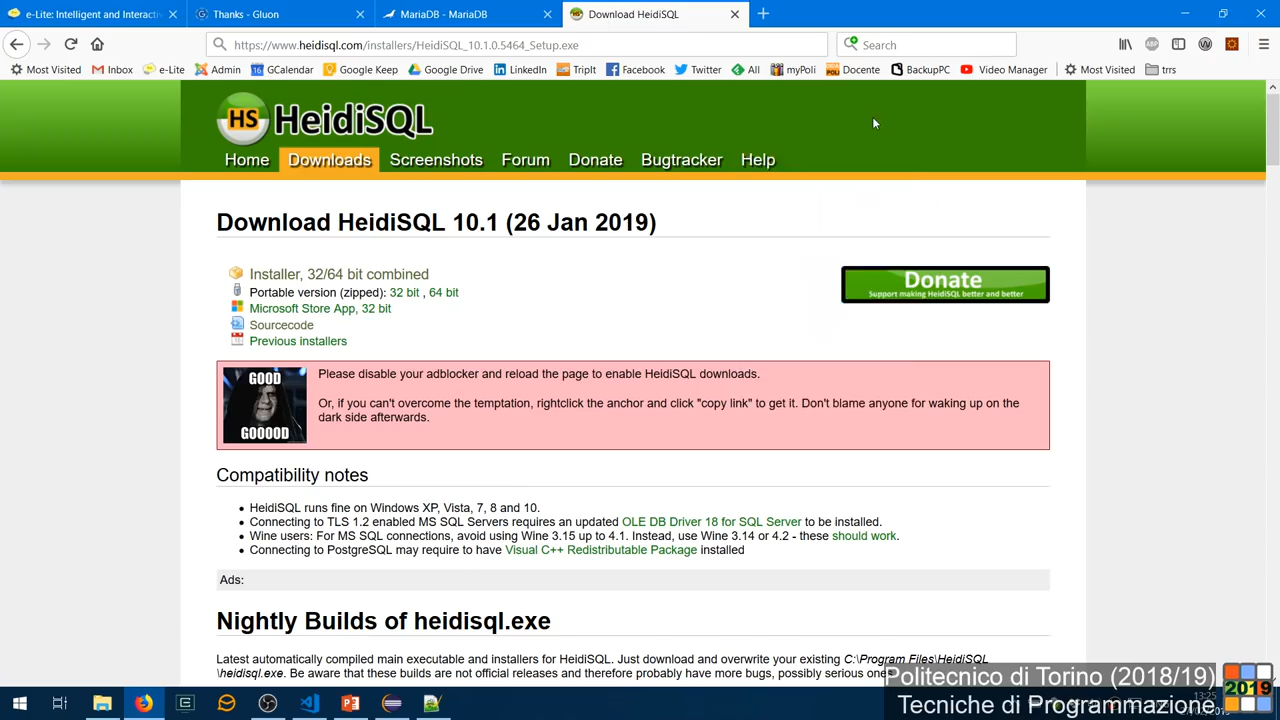 e-Lite: Intelligent and Interacti
Thanks - Gluon
MariaDB - MariaDB
Download HeidiSQL
https://www.heidisql.com/installers/HeidiSQL_10.1.0.5464_Setup.exe
Search
Most Visited
Inbox
e-Lite
Admin
GCalendar
Google Keep
Google Drive
LinkedIn
TripIt
Facebook
Twitter
All
myPoli
Docente
BackupPC
Video Manager
Most Visited
trrs
HS HeidiSQL
Home
Downloads
Screenshots
Forum
Donate
Bugtracker
Help
Download HeidiSQL 10.1 (26 Jan 2019)
Installer, 32/64 bit combined
Portable version (zipped): 32 bit , 64 bit
Microsoft Store App, 32 bit
Sourcecode
Previous installers
Donate
Support making HeidiSQL better and better
GOOD
GOOOOD
Please disable your adblocker and reload the page to enable HeidiSQL downloads.
Or, if you can't overcome the temptation, rightclick the anchor and click "copy link" to get it. Don't blame anyone for waking up on the
dark side afterwards.
Compatibility notes
HeidiSQL runs fine on Windows XP, Vista, 7, 8 and 10.
Connecting to TLS 1.2 enabled MS SQL Servers requires an updated OLE DB Driver 18 for SQL Server to be installed.
Wine users: For MS SQL connections, avoid using Wine 3.15 up to 4.1. Instead, use Wine 3.14 or 4.2 - these should work.
Connecting to PostgreSQL may require to have Visual C++ Redistributable Package installed
Ads:
Nightly Builds of heidisql.exe
Latest automatically compiled main executable and installers for HeidiSQL. Just download and overwrite your existing C:\Program Files\HeidiSQL
\heidisql.exe. Be aware that these builds are not official releases and therefore probably have more bugs, possibly serious ones
Politecnico di Torino (2018/19)
Tecniche di Programmazione
2019
13:25